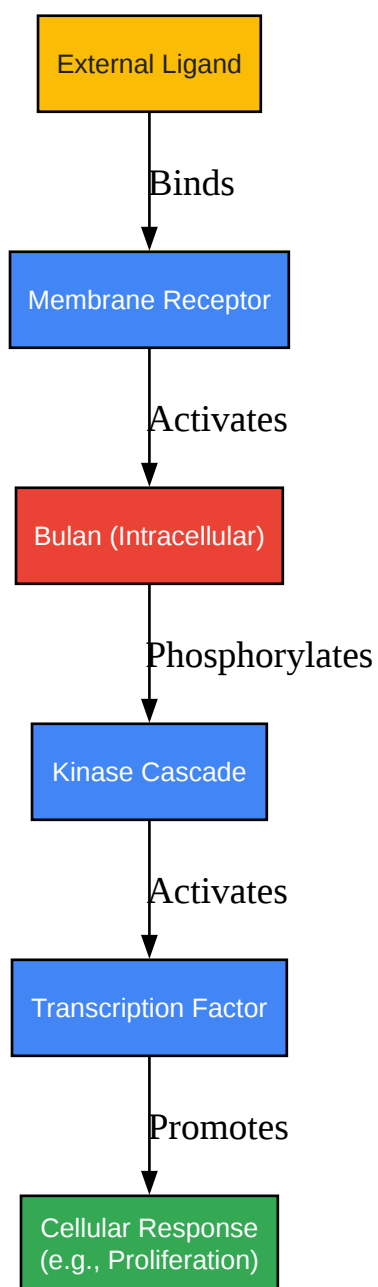 External Ligand
Binds
Membrane Receptor
Activates
Bulan (Intracellular)
Phosphorylates
Kinase Cascade
Activates
Transcription Factor
Promotes
Cellular Response
(e.g., Proliferation)